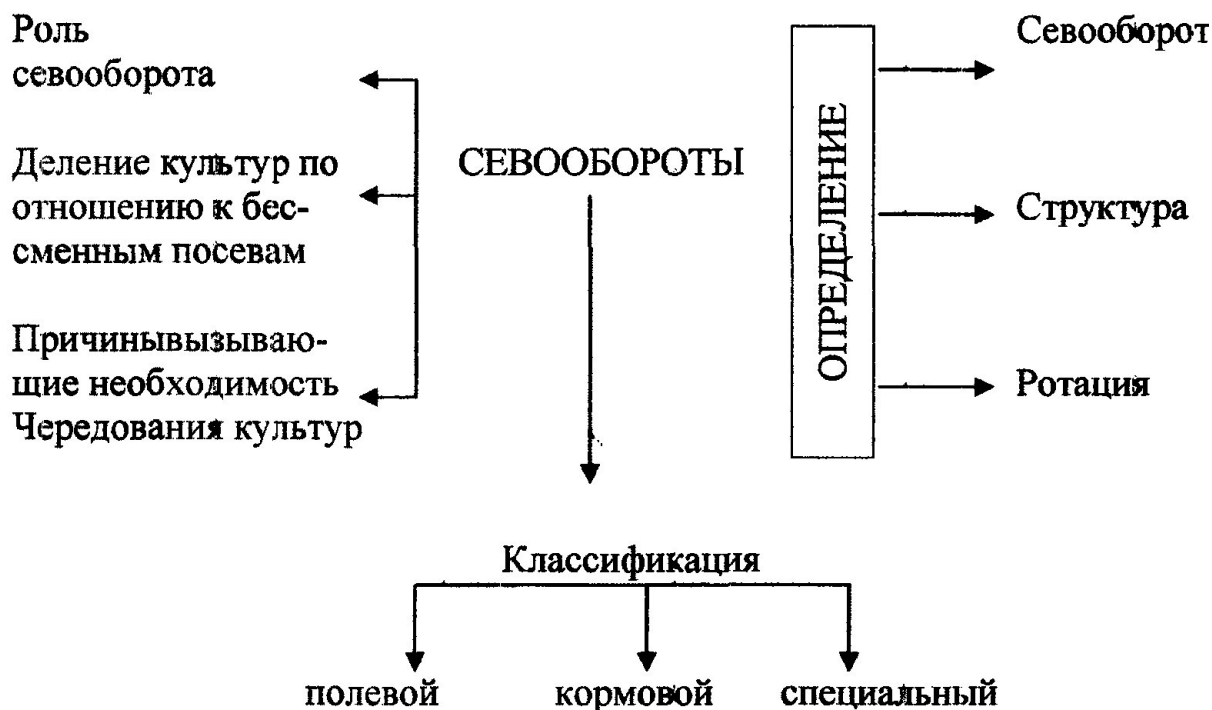 Роль
севооборота
Деление культур по
отношению к бес-
сменным посевам
Причинывызываю-
щие необходимость
Чередования культур
СЕВООБОРОТЫ
ОПРЕДЕЛЕНИЕ
Севооборот
Структура
Ротация
Классификация
полевой
кормовой
специальный